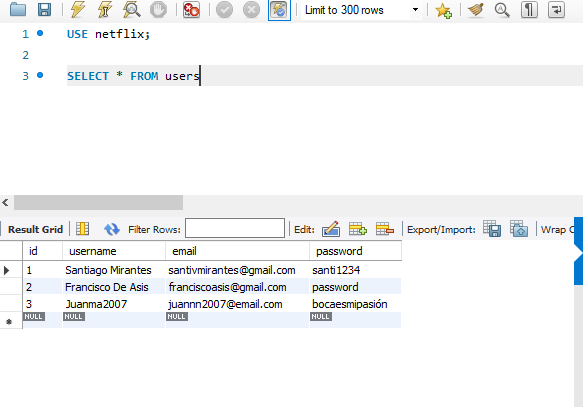 Limit to 300 rows
1 USE netflix;
2
3 SELECT * FROM users
Result Grid Filter Rows: Edit: Export/Import: Wrap C
id username email password
1 Santiago Mirantes santivmirantes@gmail.com santi1234
2 Francisco De Asis franciscoasis@gmail.com password
3 Juanma2007 juannn2007@email.com bocaesmipasión
NULL NULL NULL NULL